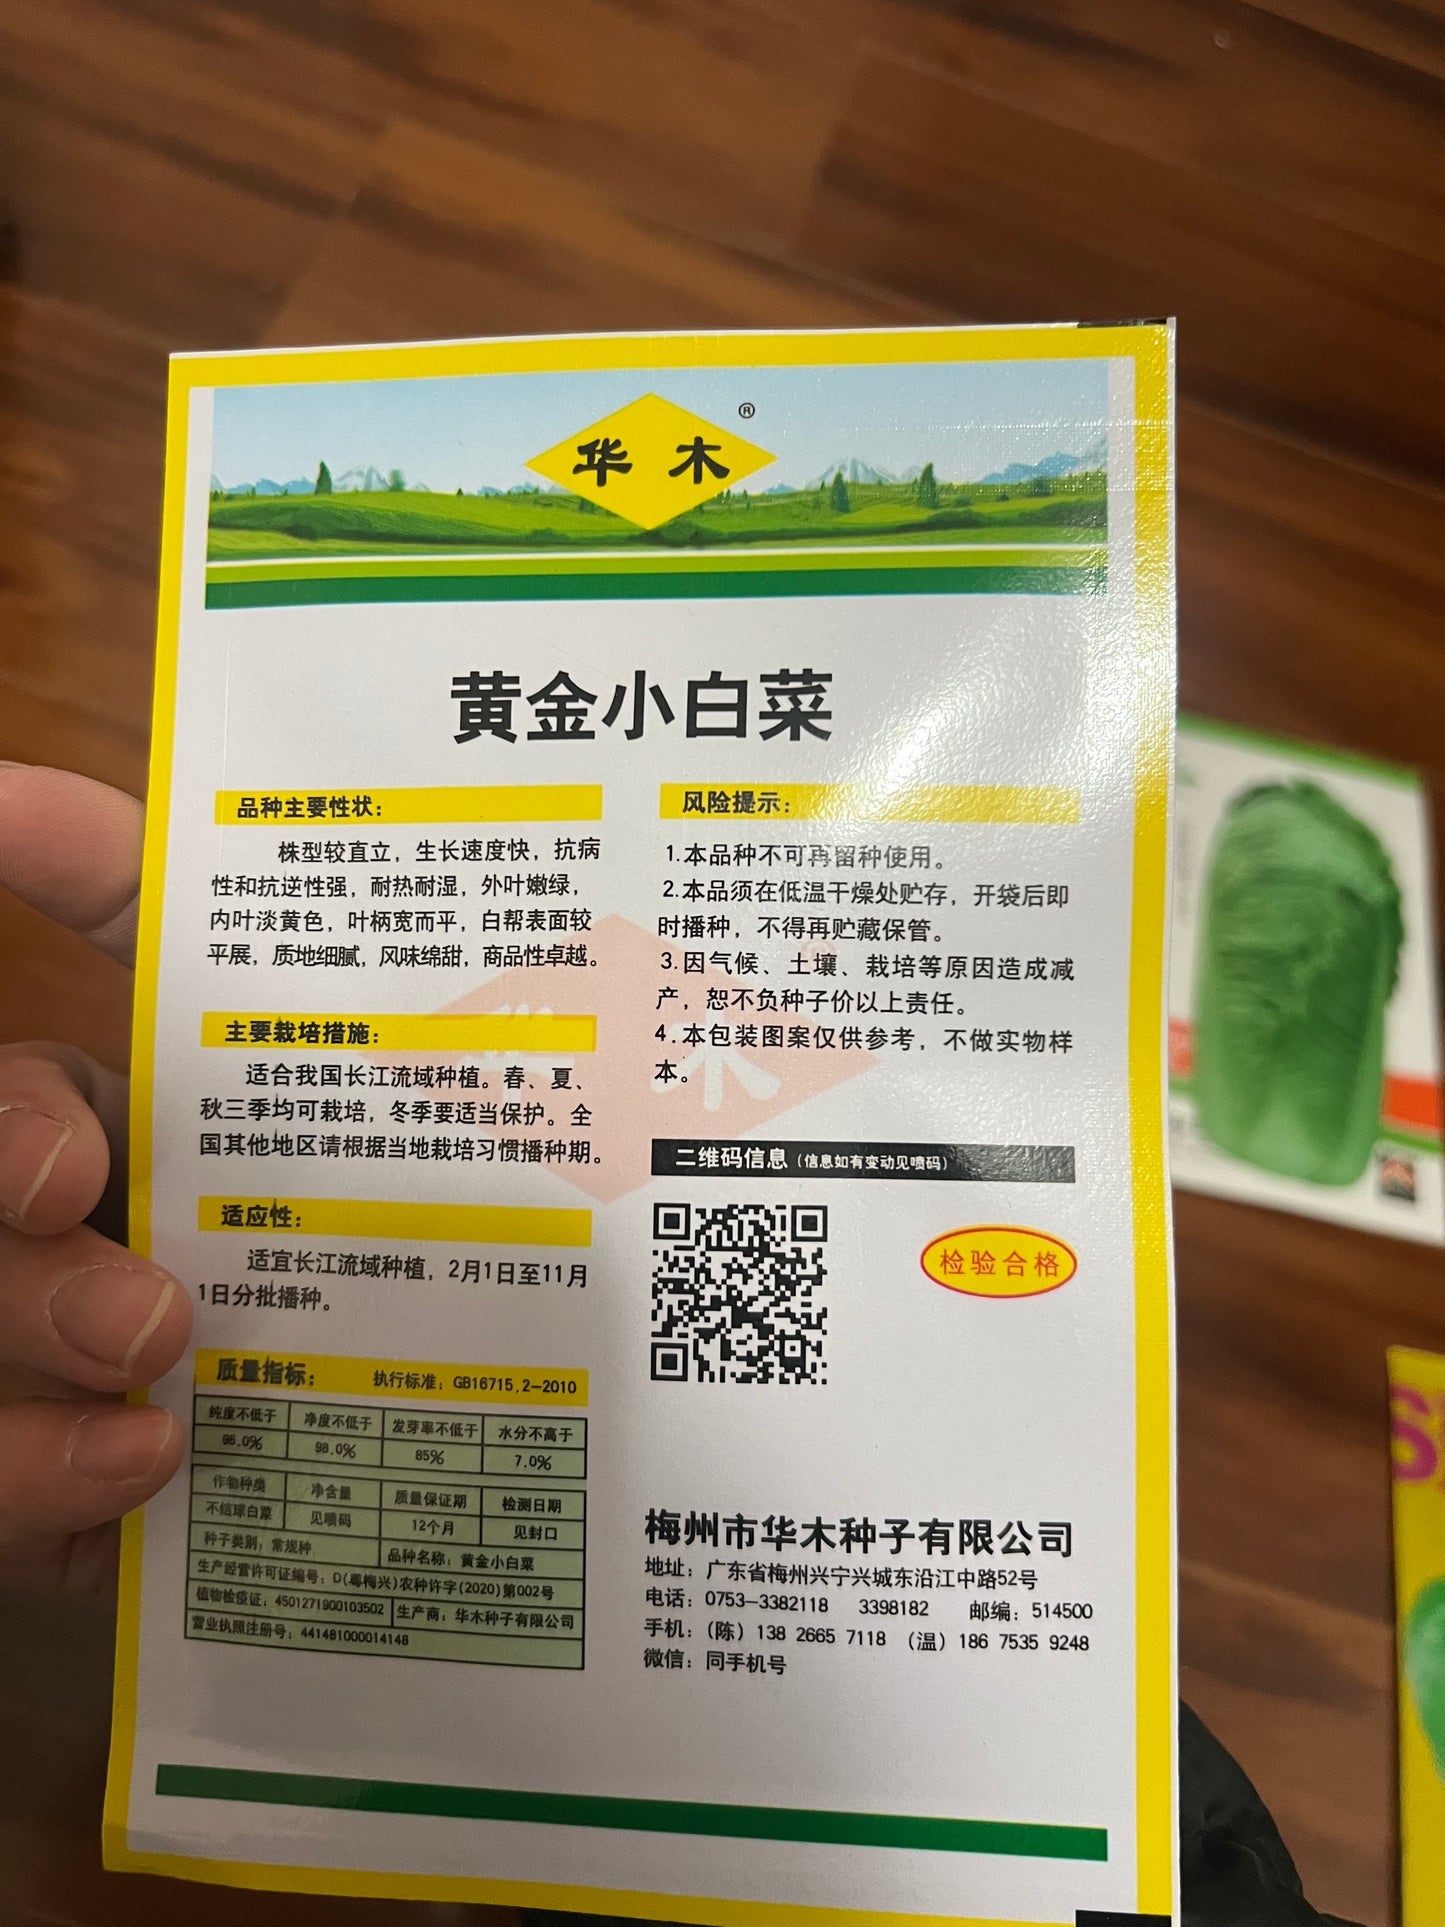 华木®
黄金小白菜
品种主要性状：
株型较直立，生长速度快，抗病
性和抗逆性强，耐热耐湿，外叶嫩绿，
内叶淡黄色，叶柄宽而平，白帮表面较
平展，质地细腻，风味绵甜，商品性卓越。
主要栽培措施：
适合我国长江流域种植。春、夏、
秋三季均可栽培，冬季要适当保护。全
国其他地区请根据当地栽培习惯播种期。
适应性：
适宜长江流域种植，2月1日至11月
1日分批播种。
质量指标： 执行标准：GB16715.2—2010
纯度不低于 净度不低于 发芽率不低于 水分不高于
96.0% 98.0% 85% 7.0%
作物种类 净含量 质量保证期 检测日期
不结球白菜 见喷码 12个月 见封口
种子类别：常规种 品种名称：黄金小白菜
生产经营许可证编号：D(粤梅兴)农种许字(2020)第002号
植物检疫证：4501271900103502 生产商：华木种子有限公司
营业执照注册号：441481000014148
风险提示：
1.本品种不可再留种使用。
2.本品须在低温干燥处贮存，开袋后即
时播种，不得再贮藏保管。
3.因气候、土壤、栽培等原因造成减
产，恕不负种子价以上责任。
4.本包装图案仅供参考，不做实物样
本。
二维码信息（信息如有变动见喷码）
检验合格
梅州市华木种子有限公司
地址：广东省梅州兴宁兴城东沿江中路52号
电话：0753—3382118 3398182 邮编：514500
手机：（陈）138 2665 7118 （温）186 7535 9248
微信：同手机号